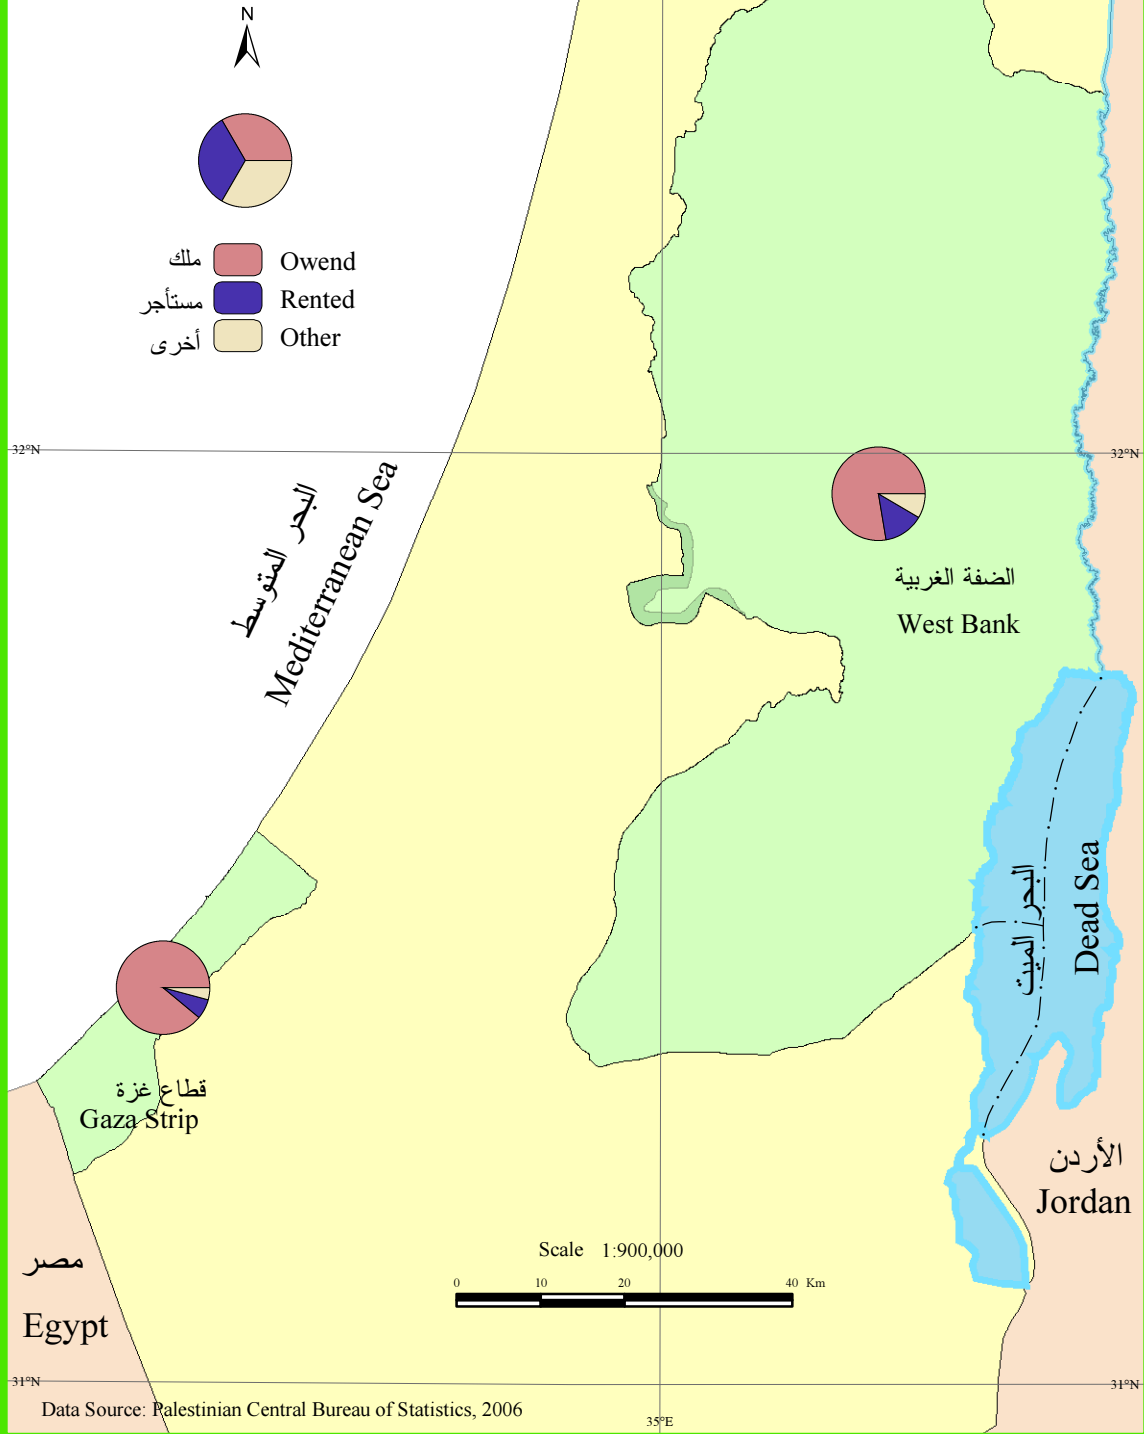 N
ملك Owend
مستأجر Rented
أخرى Other
32°N
32°N
البحر المتوسط
Mediterranean Sea
الضفة الغربية
West Bank
البحر الميت
Dead Sea
قطاع غزة
Gaza Strip
الأردن
Jordan
مصر
Egypt
Scale 1:900,000
0 10 20 40 Km
31°N
31°N
Data Source: Palestinian Central Bureau of Statistics, 2006
35°E